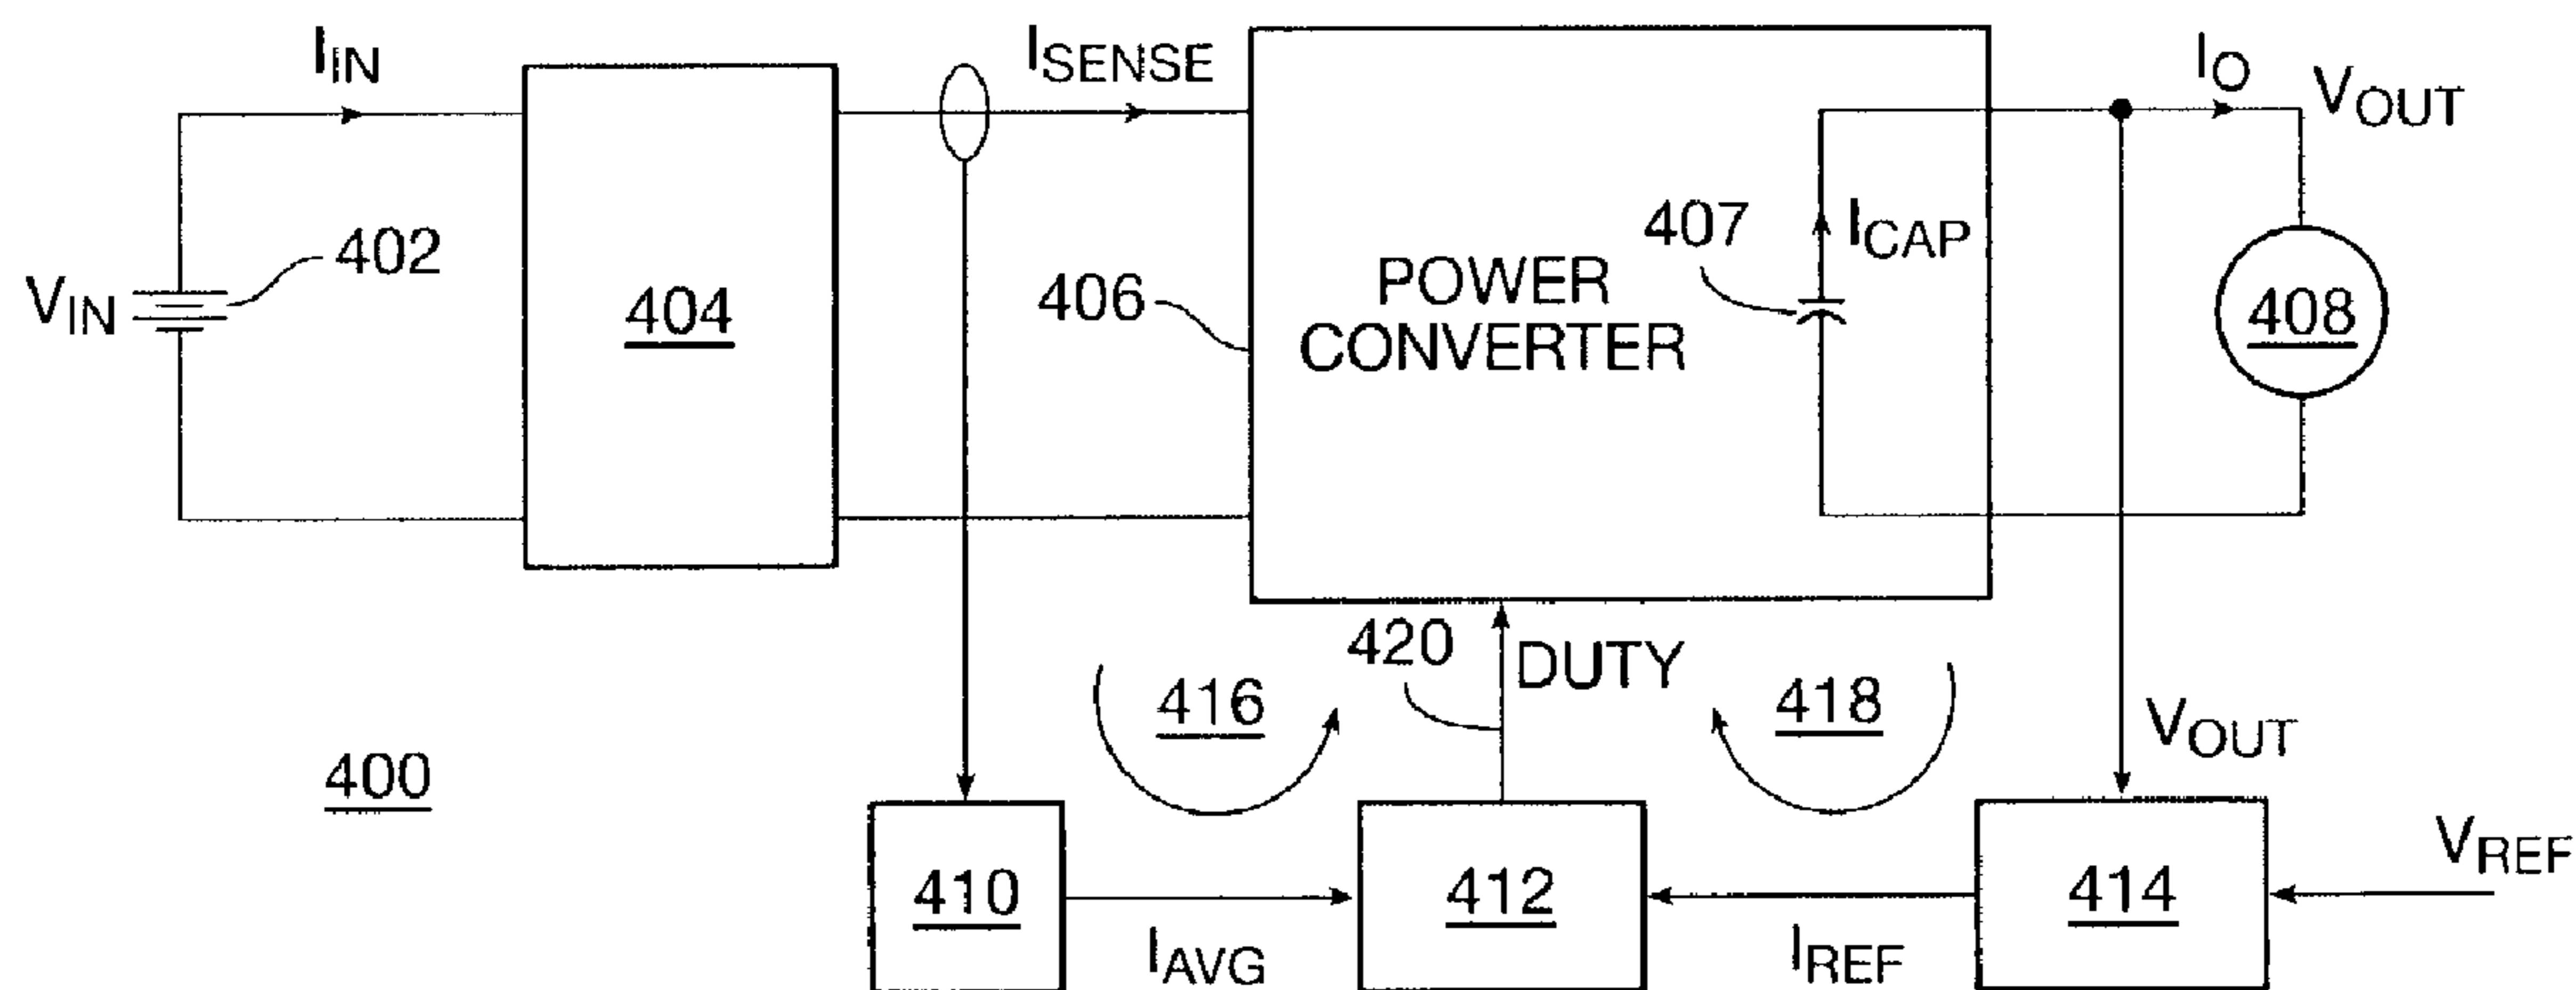 I_IN
I_SENSE
I_O
V_OUT
V_IN
402
404
406
POWER
CONVERTER
407
I_CAP
408
420
DUTY
416
418
V_OUT
400
410
I_AVG
412
I_REF
414
V_REF